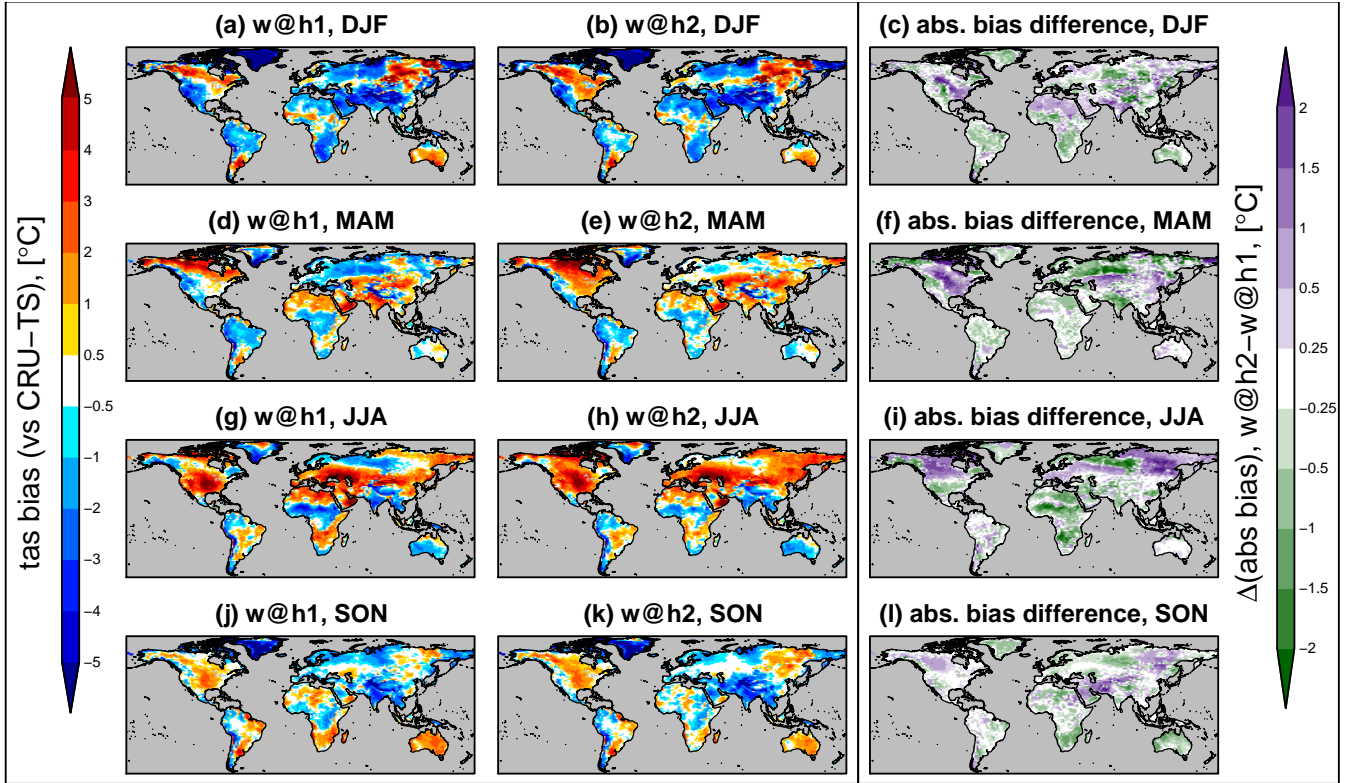 (a) w@h1, DJF
(b) w@h2, DJF
(c) abs. bias difference, DJF
(d) w@h1, MAM
(e) w@h2, MAM
(f) abs. bias difference, MAM
(g) w@h1, JJA
(h) w@h2, JJA
(i) abs. bias difference, JJA
(j) w@h1, SON
(k) w@h2, SON
(l) abs. bias difference, SON
tas bias (vs CRU−TS), [°C]
5
4
3
2
1
0.5
−0.5
−1
−2
−3
−4
−5
Δ(abs bias), w@h2−w@h1, [°C]
2
1.5
1
0.5
0.25
−0.25
−0.5
−1
−1.5
−2